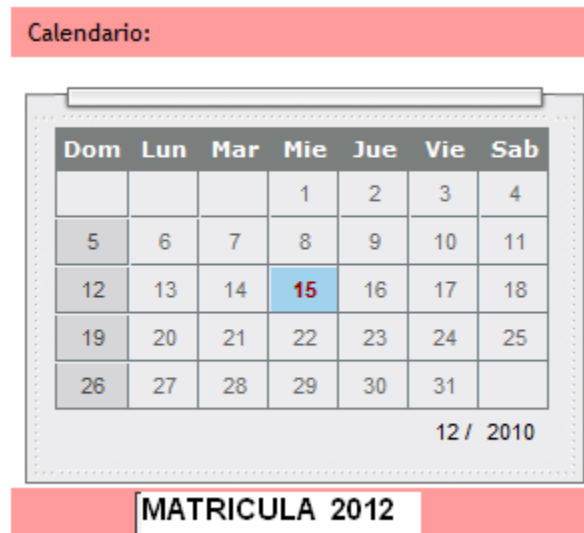 Calendario:
Dom Lun Mar Mie Jue Vie Sab
1 2 3 4
5 6 7 8 9 10 11
12 13 14 15 16 17 18
19 20 21 22 23 24 25
26 27 28 29 30 31
12 / 2010
MATRICULA 2012